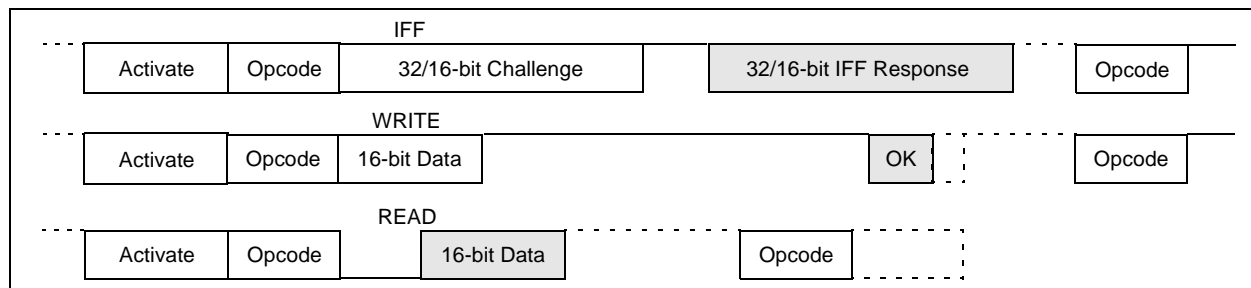 IFF
Activate Opcode 32/16-bit Challenge 32/16-bit IFF Response Opcode
WRITE
Activate Opcode 16-bit Data OK Opcode
READ
Activate Opcode 16-bit Data Opcode